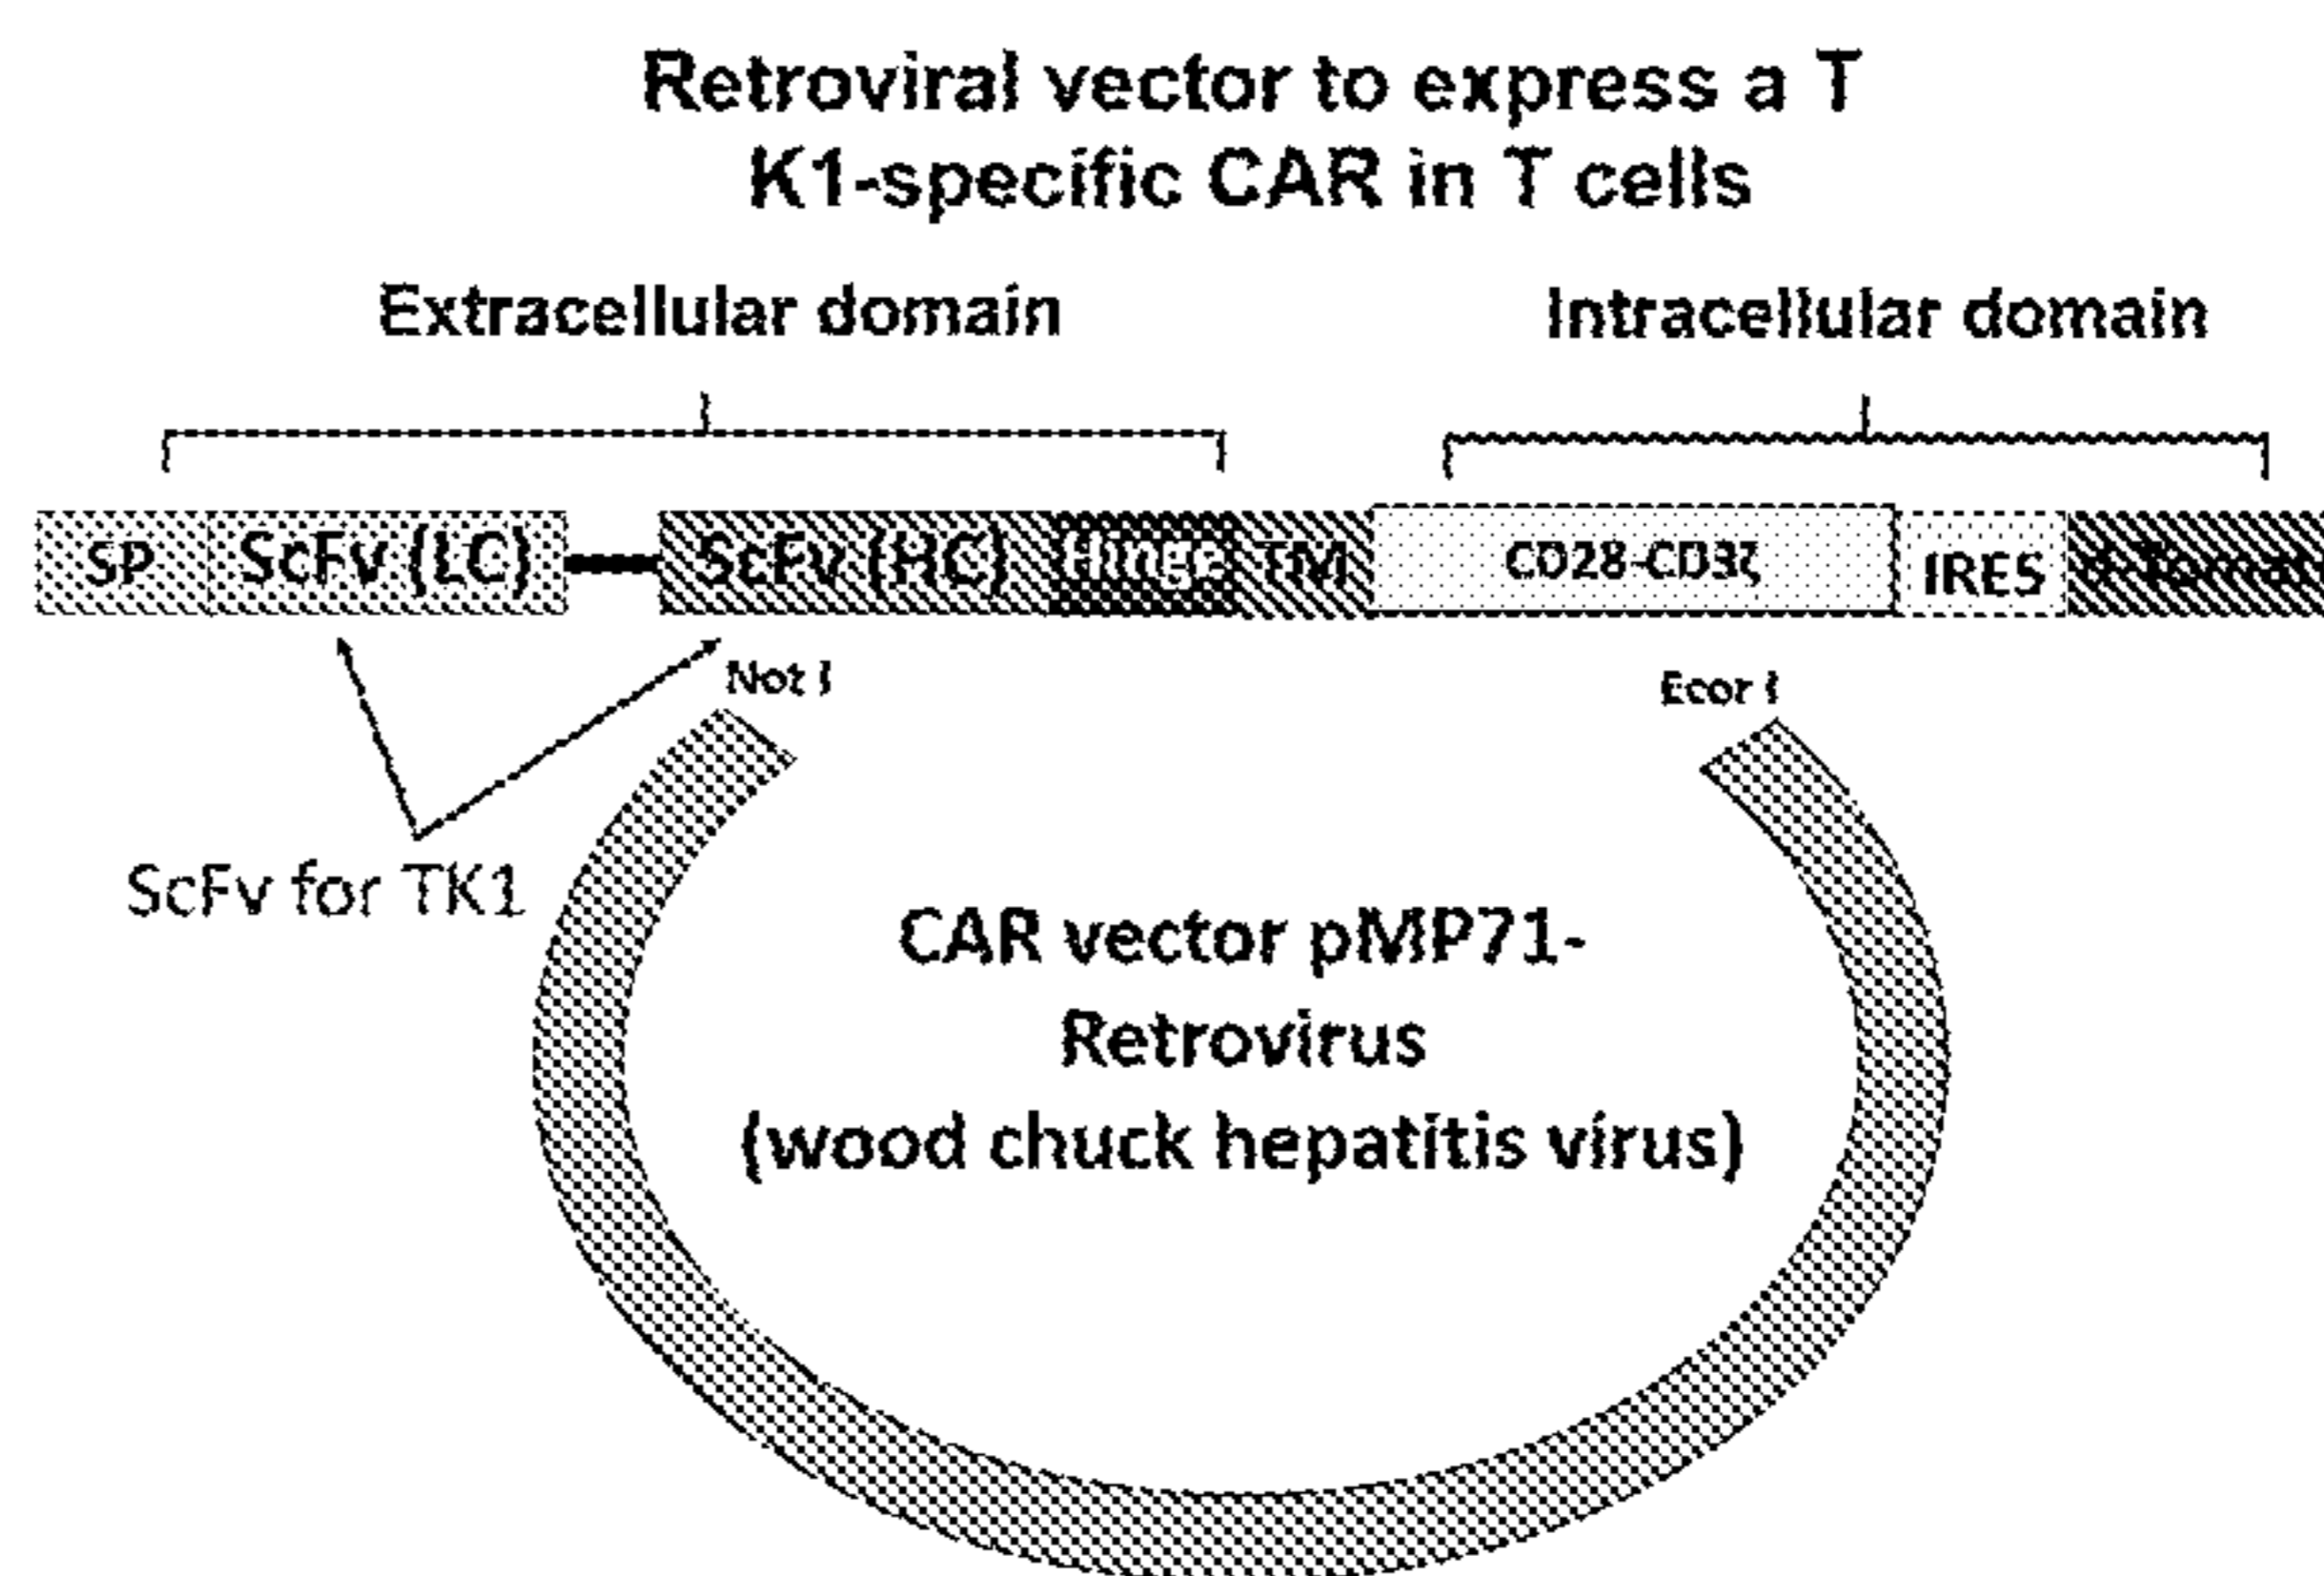 Retroviral vector to express a T
K1-specific CAR in T cells
Extracellular domain
Intracellular domain
SP
ScFv (LC)
ScFv (HC)
Hinge
TM
CD28-CD3ζ
IRES
Not I
Ecor I
ScFv for TK1
CAR vector pMP71-
Retrovirus
(wood chuck hepatitis virus)